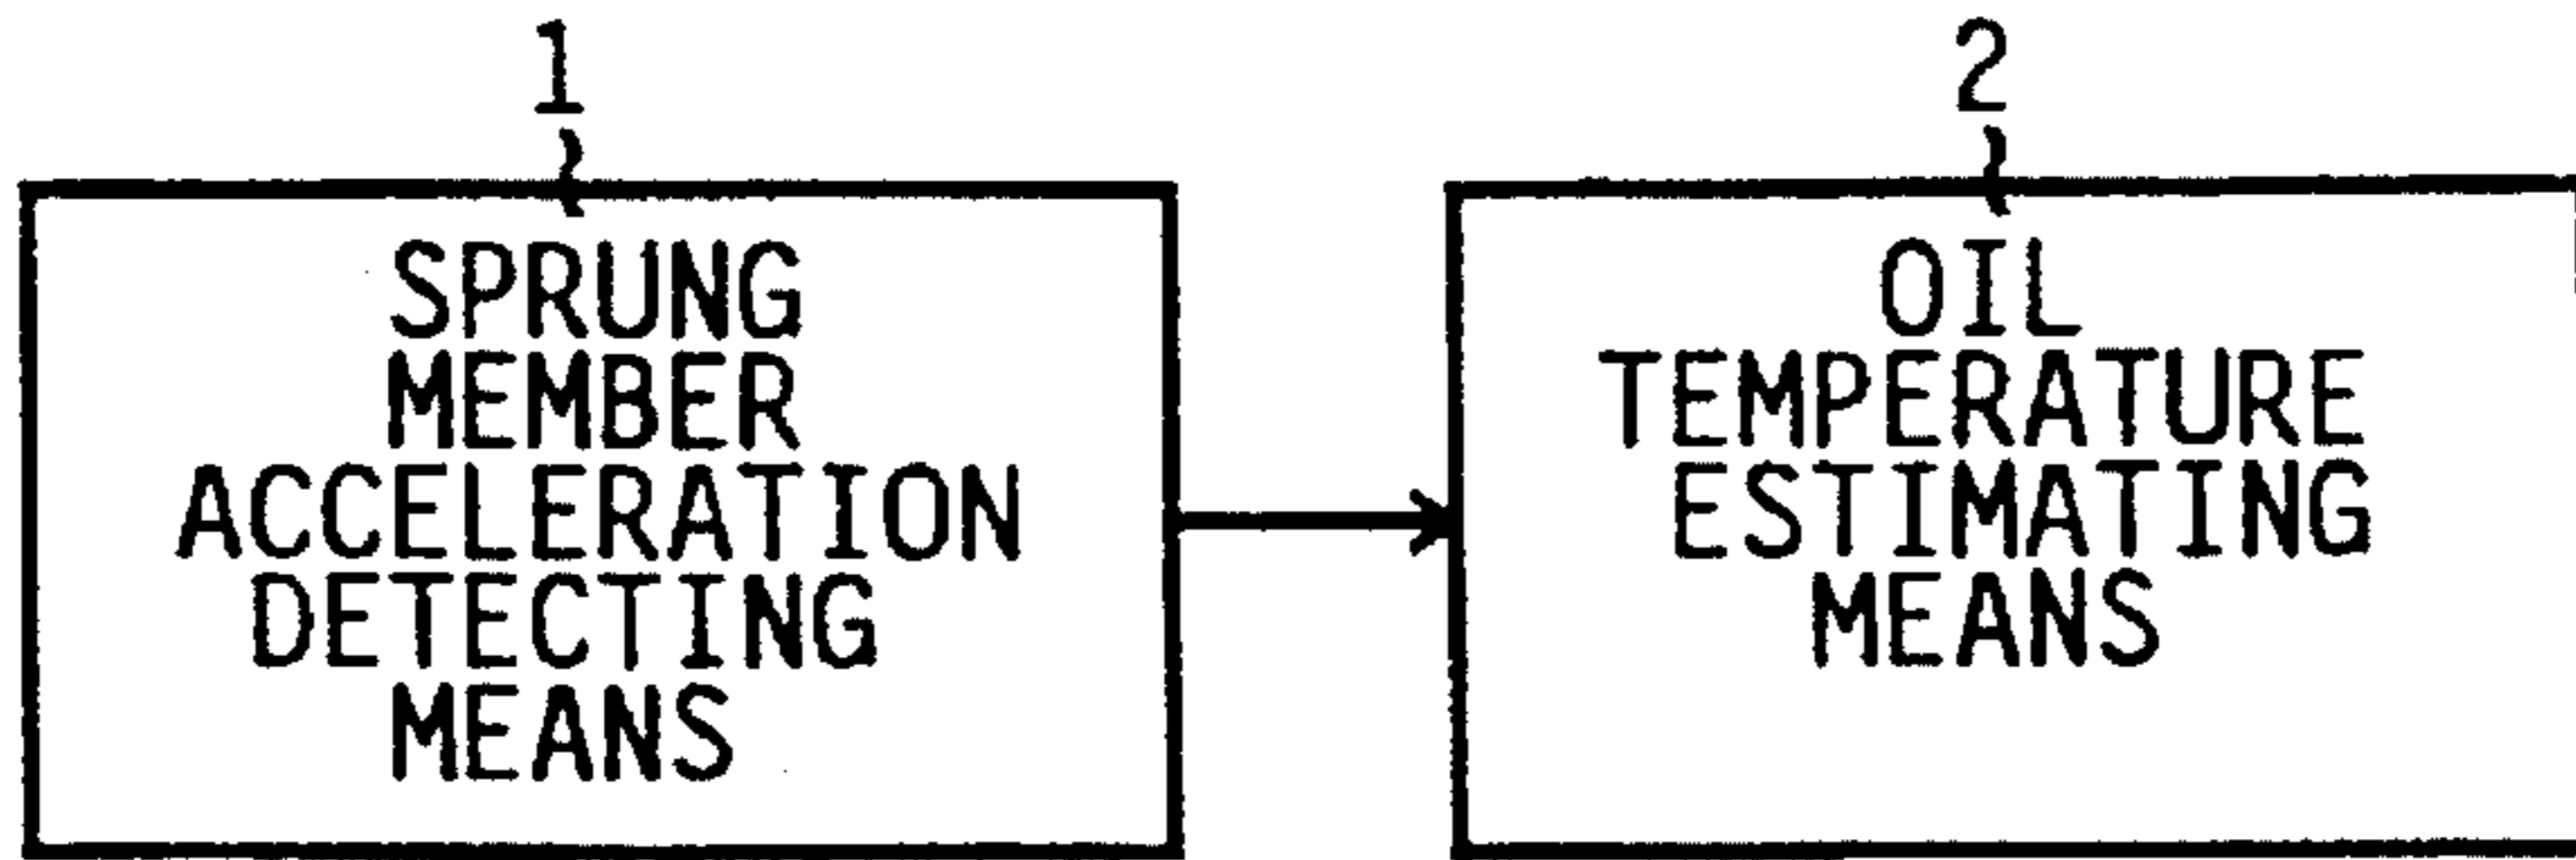 1
SPRUNG
MEMBER
ACCELERATION
DETECTING
MEANS
2
OIL
TEMPERATURE
ESTIMATING
MEANS